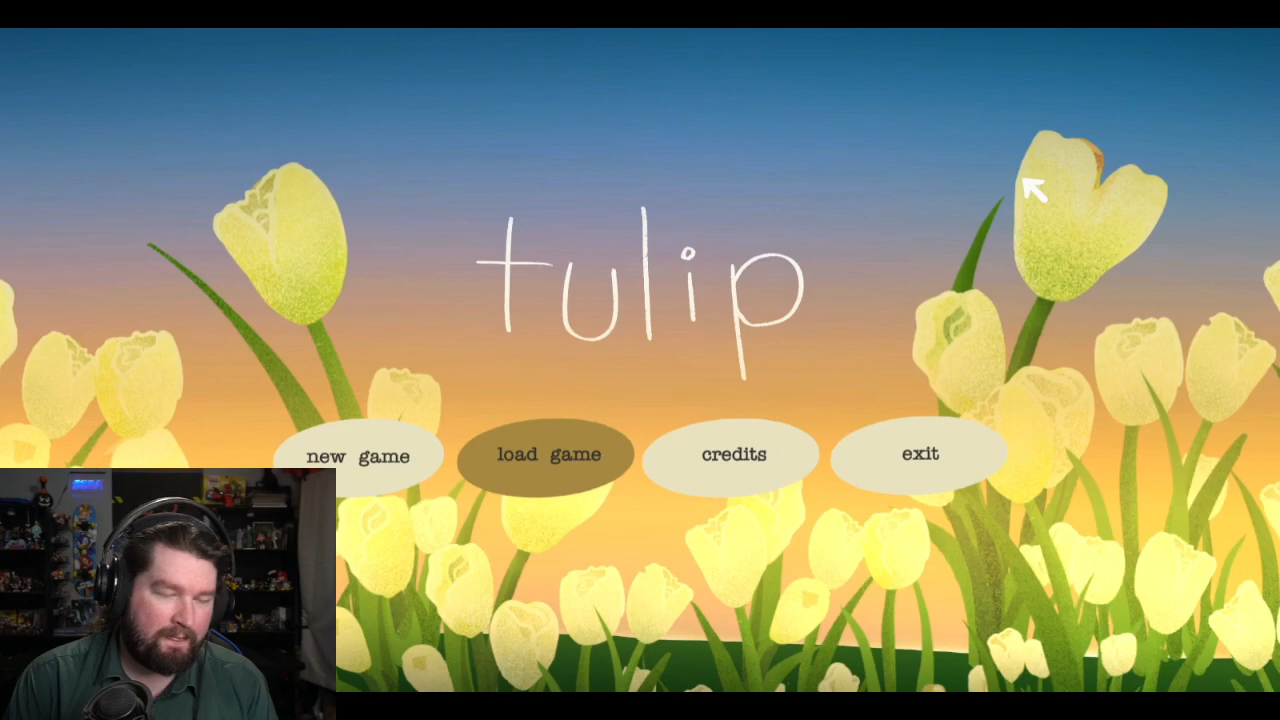 tulip
new game
load game
credits
exit